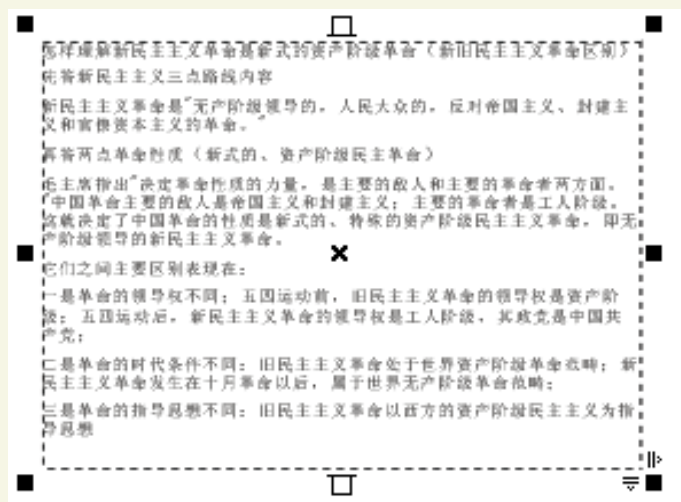 怎样理解新民主主义革命是新式的资产阶级革命（新旧民主主义革命区别）
先答新民主主义三点路线内容
新民主主义革命是"无产阶级领导的，人民大众的，反对帝国主义、封建主
义和官僚资本主义的革命。"
再答两点革命性质（新式的、资产阶级民主革命）
毛主席指出"决定革命性质的力量，是主要的敌人和主要的革命者两方面。
"中国革命主要的敌人是帝国主义和封建主义；主要的革命者是工人阶级。
这就决定了中国革命的性质是新式的、特殊的资产阶级民主主义革命，即无
产阶级领导的新民主主义革命。
它们之间主要区别表现在：
一是革命的领导权不同；五四运动前，旧民主主义革命的领导权是资产阶
级；五四运动后，新民主主义革命的领导权是工人阶级，其政党是中国共
产党；
二是革命的时代条件不同：旧民主主义革命处于世界资产阶级革命范畴；新
民主主义革命发生在十月革命以后，属于世界无产阶级革命范畴；
三是革命的指导思想不同：旧民主主义革命以西方的资产阶级民主主义为指
导思想